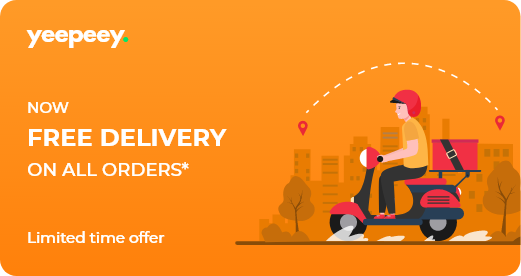 yeepeey.
NOW
FREE DELIVERY
ON ALL ORDERS*
Limited time offer